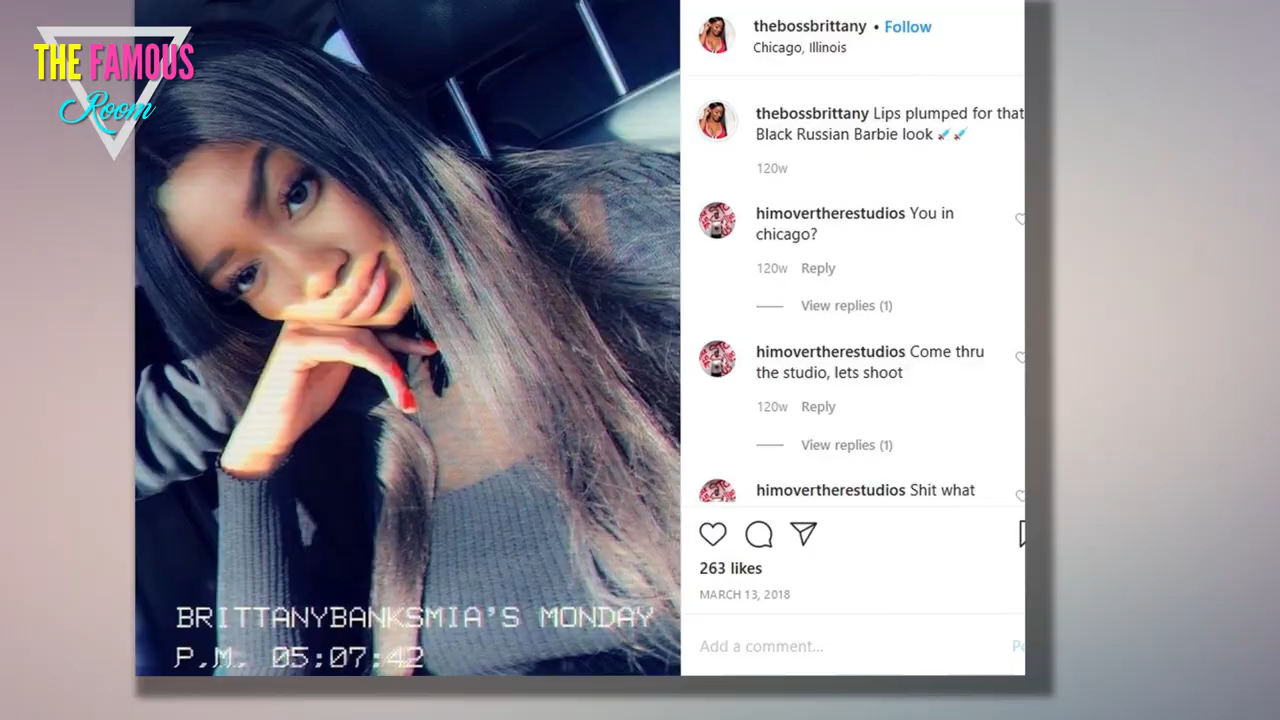 THE FAMOUS
Room
thebossbrittany • Follow
Chicago, Illinois
thebossbrittany Lips plumped for that
Black Russian Barbie look
120w
himovertherestudios You in
chicago?
120w Reply
View replies (1)
himovertherestudios Come thru
the studio, lets shoot
120w Reply
View replies (1)
himovertherestudios Shit what
263 likes
MARCH 13, 2018
Add a comment...
BRITTANYBANKSMIA'S MONDAY
P.M. 05:07:42